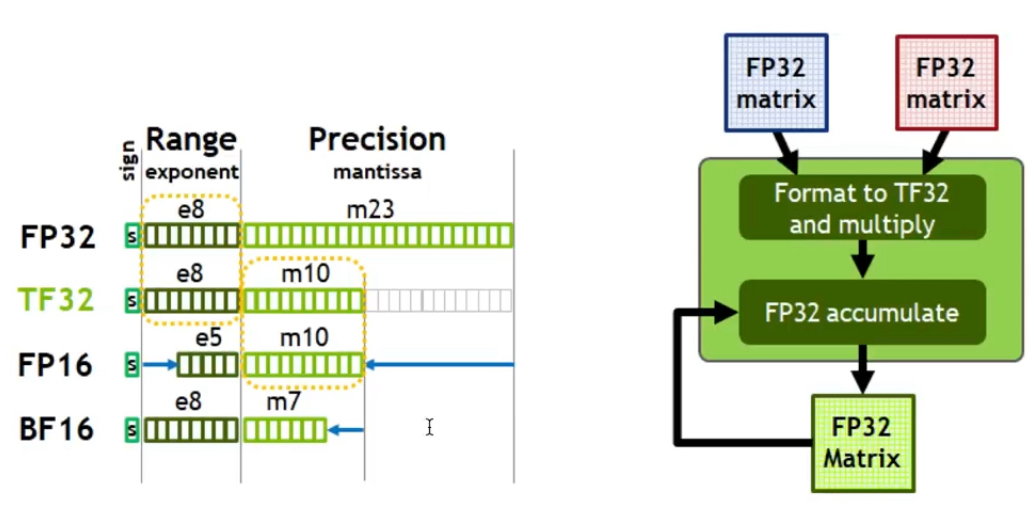 sign
Range
exponent
Precision
mantissa
e8
m23
FP32
s
e8
m10
TF32
s
e5
m10
FP16
s
e8
m7
BF16
s
FP32
matrix
FP32
matrix
Format to TF32
and multiply
FP32 accumulate
FP32
Matrix